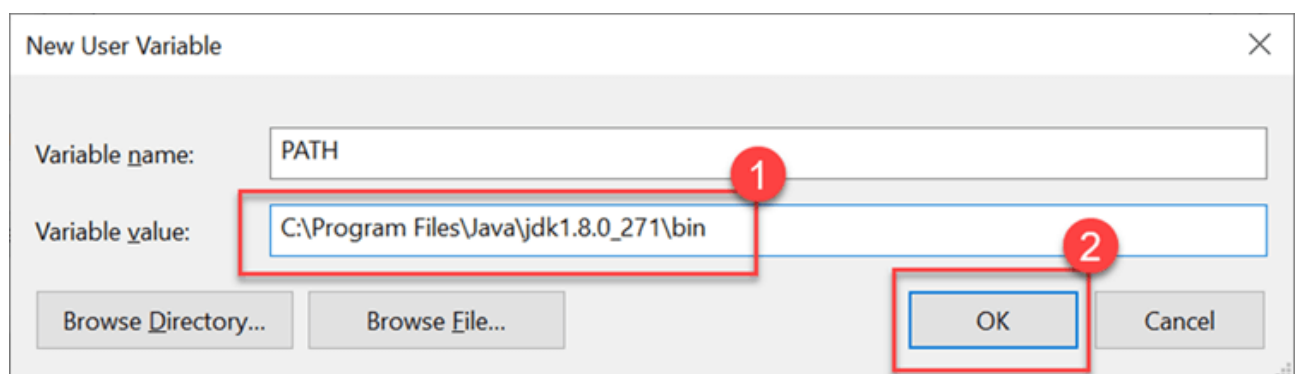 New User Variable
Variable name:
PATH
1
Variable value:
C:\Program Files\Java\jdk1.8.0_271\bin
2
Browse Directory...
Browse File...
OK
Cancel